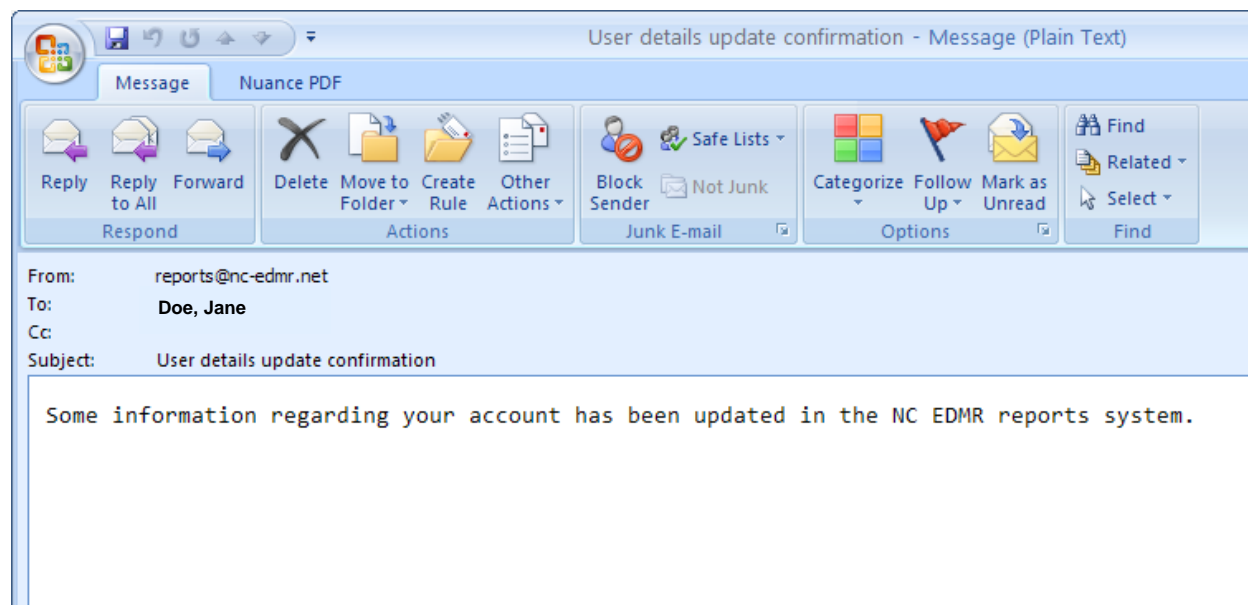 User details update confirmation - Message (Plain Text)
Message Nuance PDF
Reply Reply to All Forward Delete Move to Folder Create Rule Other Actions Block Sender Safe Lists Not Junk Categorize Follow Up Mark as Unread Find Related Select
Respond Actions Junk E-mail Options Find
From: reports@nc-edmr.net
To: Doe, Jane
Cc:
Subject: User details update confirmation
Some information regarding your account has been updated in the NC EDMR reports system.